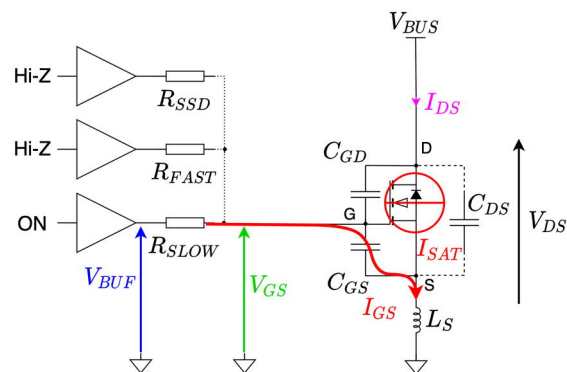 V_BUS
Hi-Z
R_SSD
I_DS
Hi-Z
R_FAST
C_GD
D
ON
R_SLOW
G
C_DS
V_DS
I_SAT
V_BUF
V_GS
C_GS
S
I_GS
L_S